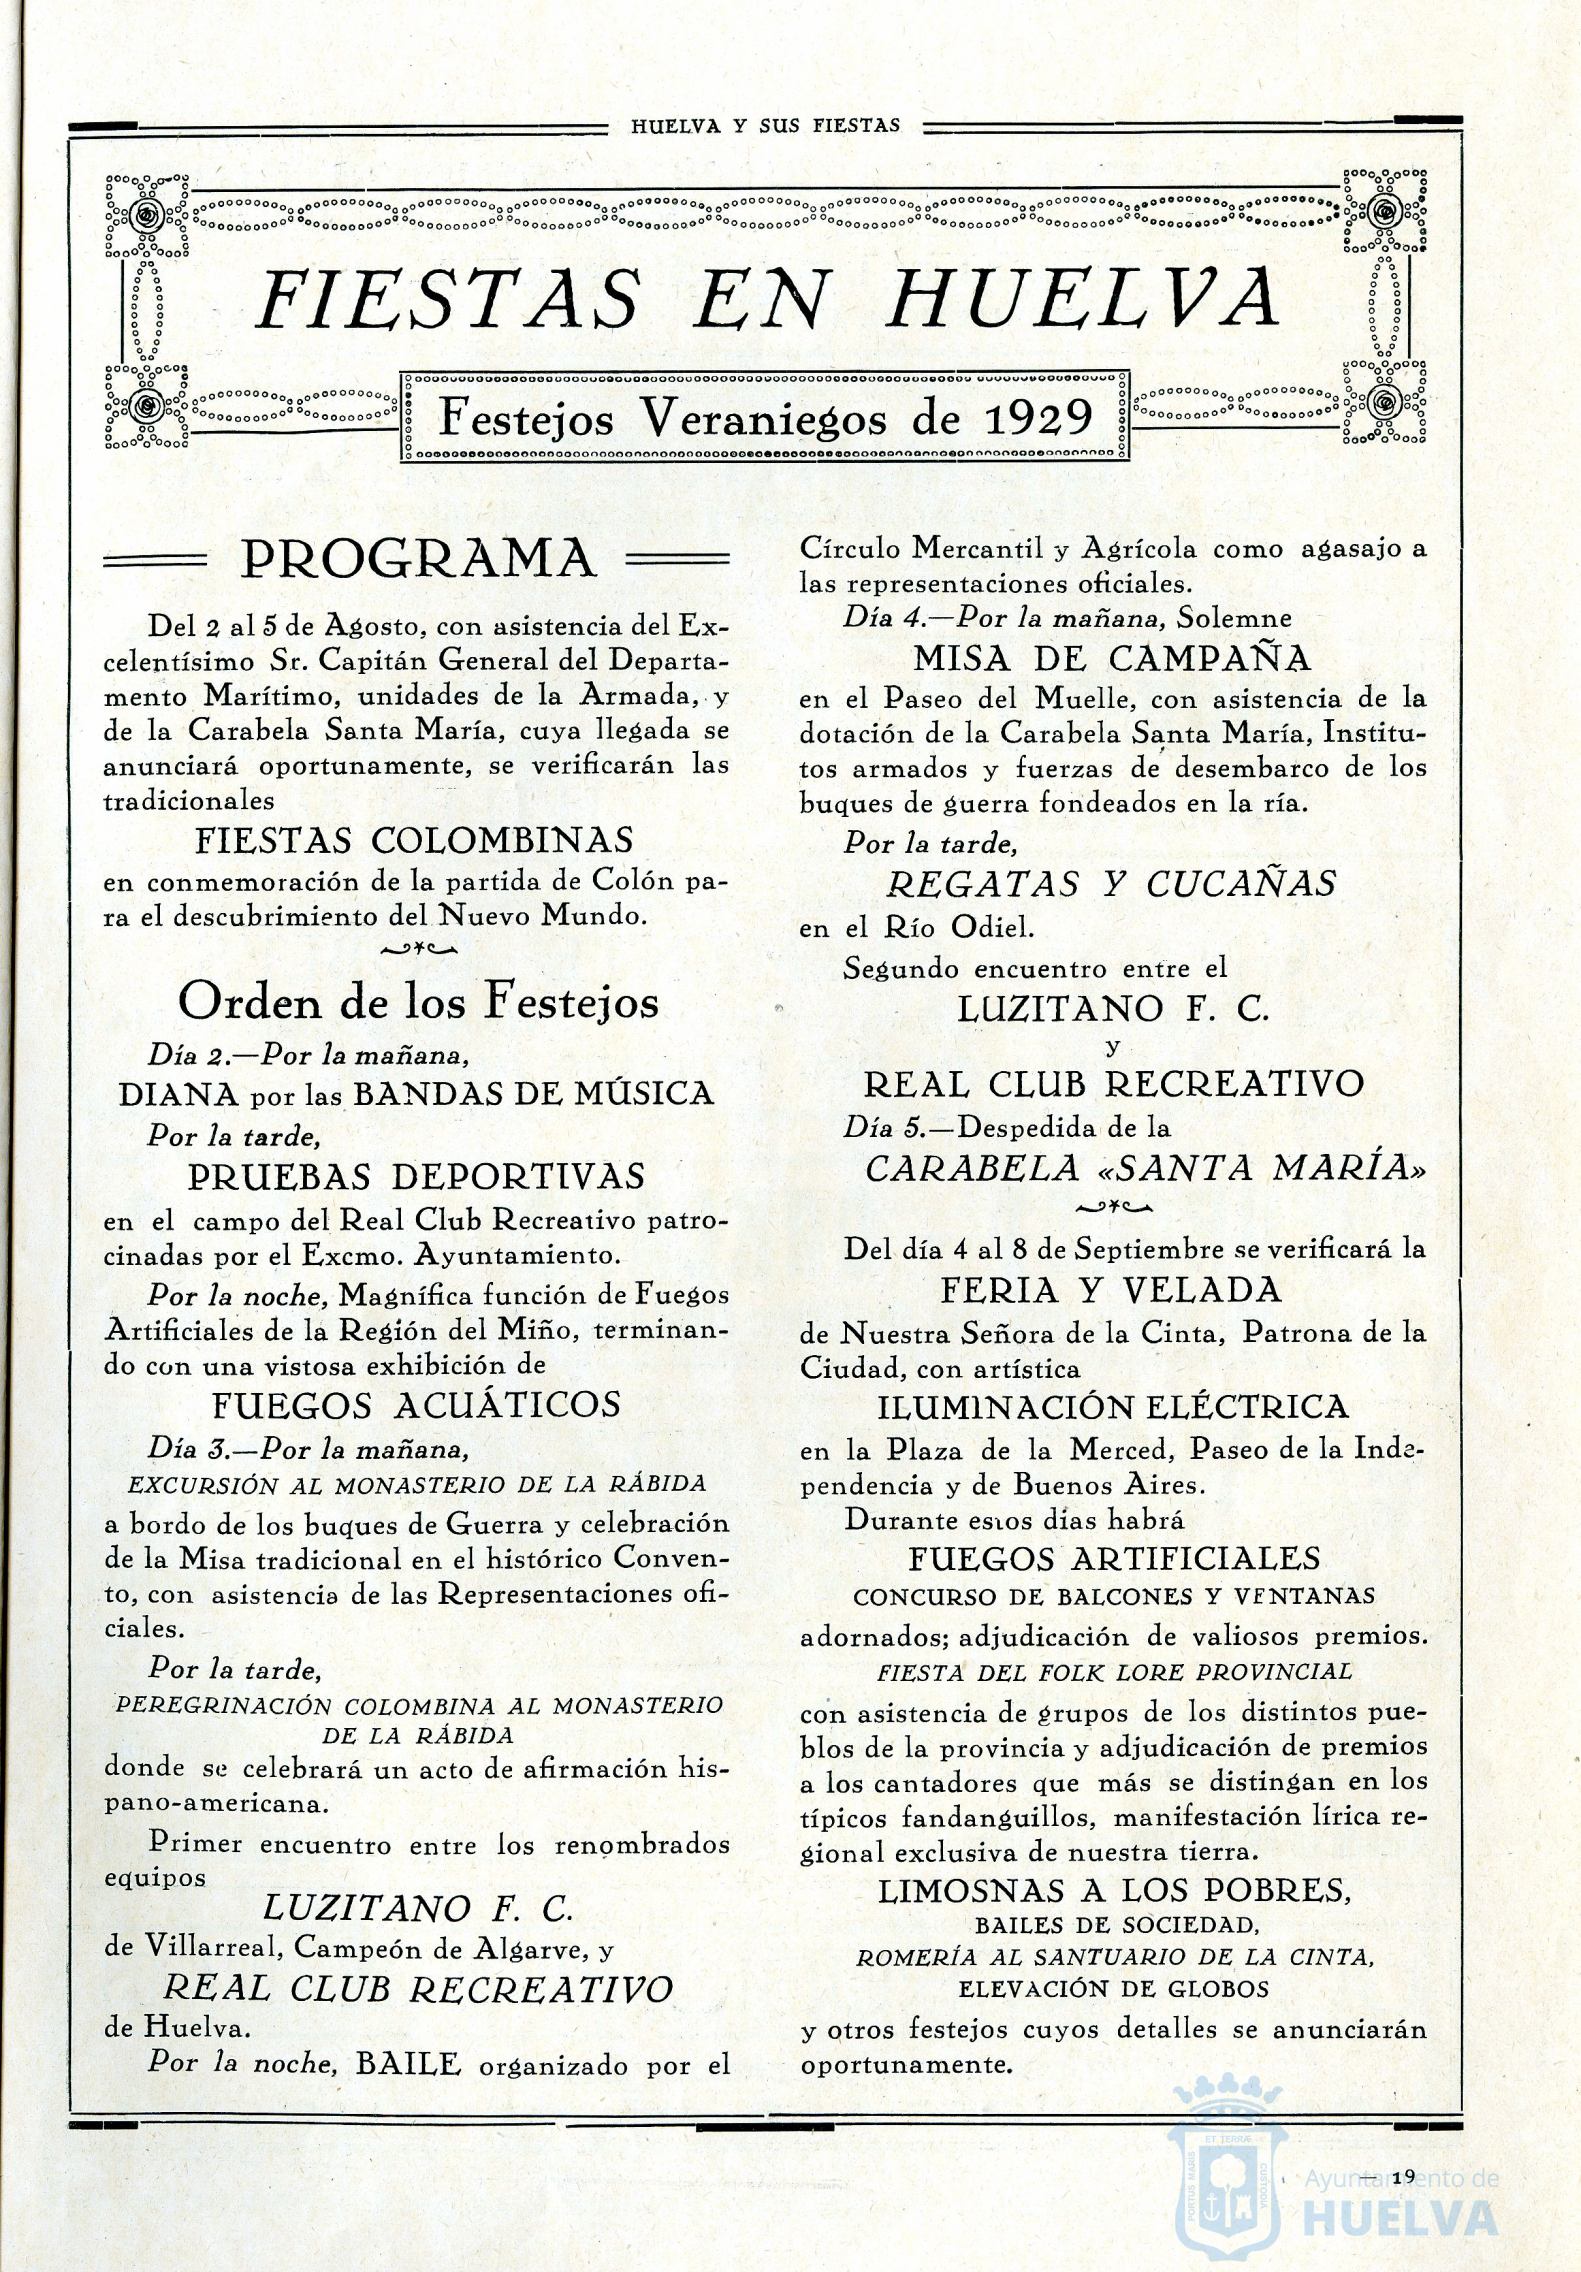 HUELVA Y SUS FIESTAS
FIESTAS EN HUELVA
Festejos Veraniegos de 1929
PROGRAMA
Del 2 al 5 de Agosto, con asistencia del Ex-
celentísimo Sr. Capitán General del Departa-
mento Marítimo, unidades de la Armada, y
de la Carabela Santa María, cuya llegada se
anunciará oportunamente, se verificarán las
tradicionales
FIESTAS COLOMBINAS
en conmemoración de la partida de Colón pa-
ra el descubrimiento del Nuevo Mundo.
Orden de los Festejos
Día 2.—Por la mañana,
DIANA por las BANDAS DE MÚSICA
Por la tarde,
PRUEBAS DEPORTIVAS
en el campo del Real Club Recreativo patro-
cinadas por el Excmo. Ayuntamiento.
Por la noche, Magnífica función de Fuegos
Artificiales de la Región del Miño, terminan-
do con una vistosa exhibición de
FUEGOS ACUÁTICOS
Día 3.—Por la mañana,
EXCURSIÓN AL MONASTERIO DE LA RÁBIDA
a bordo de los buques de Guerra y celebración
de la Misa tradicional en el histórico Conven-
to, con asistencia de las Representaciones ofi-
ciales.
Por la tarde,
PEREGRINACIÓN COLOMBINA AL MONASTERIO
DE LA RÁBIDA
donde se celebrará un acto de afirmación his-
pano-americana.
Primer encuentro entre los renombrados
equipos
LUZITANO F. C.
de Villarreal, Campeón de Algarve, y
REAL CLUB RECREATIVO
de Huelva.
Por la noche, BAILE organizado por el
Círculo Mercantil y Agrícola como agasajo a
las representaciones oficiales.
Día 4.—Por la mañana, Solemne
MISA DE CAMPAÑA
en el Paseo del Muelle, con asistencia de la
dotación de la Carabela Santa María, Institu-
tos armados y fuerzas de desembarco de los
buques de guerra fondeados en la ría.
Por la tarde,
REGATAS Y CUCAÑAS
en el Río Odiel.
Segundo encuentro entre el
LUZITANO F. C.
y
REAL CLUB RECREATIVO
Día 5.—Despedida de la
CARABELA «SANTA MARÍA»
Del día 4 al 8 de Septiembre se verificará la
FERIA Y VELADA
de Nuestra Señora de la Cinta, Patrona de la
Ciudad, con artística
ILUMINACIÓN ELÉCTRICA
en la Plaza de la Merced, Paseo de la Inde-
pendencia y de Buenos Aires.
Durante estos días habrá
FUEGOS ARTIFICIALES
CONCURSO DE BALCONES Y VENTANAS
adornados; adjudicación de valiosos premios.
FIESTA DEL FOLK LORE PROVINCIAL
con asistencia de grupos de los distintos pue-
blos de la provincia y adjudicación de premios
a los cantadores que más se distingan en los
típicos fandanguillos, manifestación lírica re-
gional exclusiva de nuestra tierra.
LIMOSNAS A LOS POBRES,
BAILES DE SOCIEDAD,
ROMERÍA AL SANTUARIO DE LA CINTA,
ELEVACIÓN DE GLOBOS
y otros festejos cuyos detalles se anunciarán
oportunamente.
— 19
PORTUS MARIS
ET TERRÆ
CUSTODIA
Ayuntamiento de
HUELVA